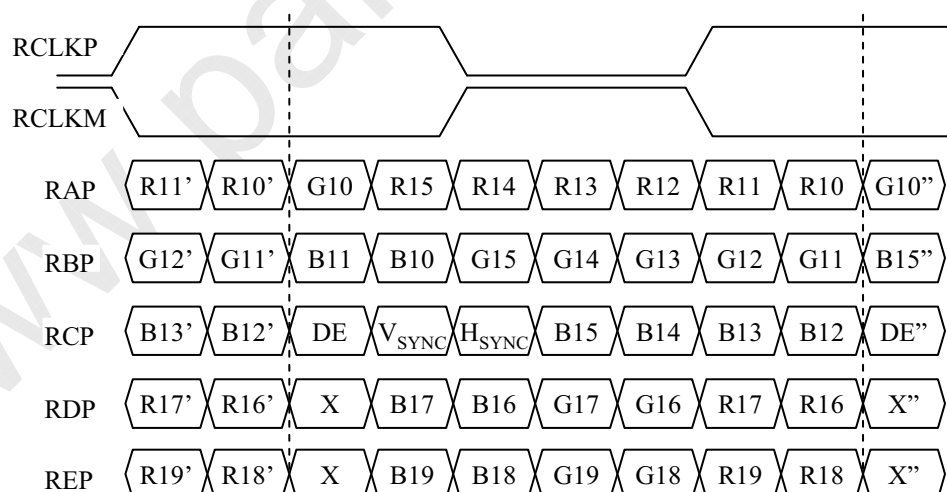 RCLKP
RCLKM
RAP R11’ R10’ G10 R15 R14 R13 R12 R11 R10 G10”
RBP G12’ G11’ B11 B10 G15 G14 G13 G12 G11 B15”
RCP B13’ B12’ DE VSYNC HSYNC B15 B14 B13 B12 DE”
RDP R17’ R16’ X B17 B16 G17 G16 R17 R16 X”
REP R19’ R18’ X B19 B18 G19 G18 R19 R18 X”